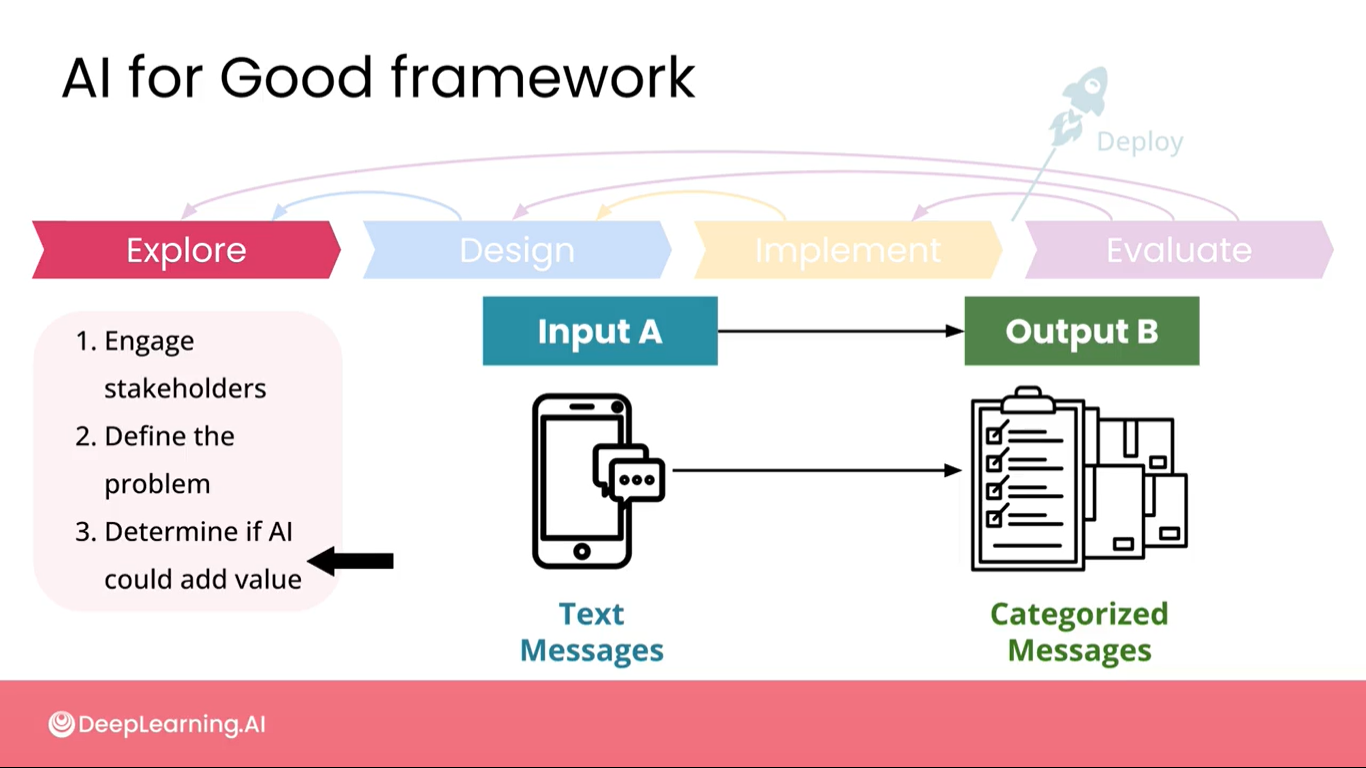 AI for Good framework
Deploy
Explore
Design
Implement
Evaluate
1. Engage
stakeholders
2. Define the
problem
3. Determine if AI
could add value
Input A
Output B
Text
Messages
Categorized
Messages
DeepLearning.AI